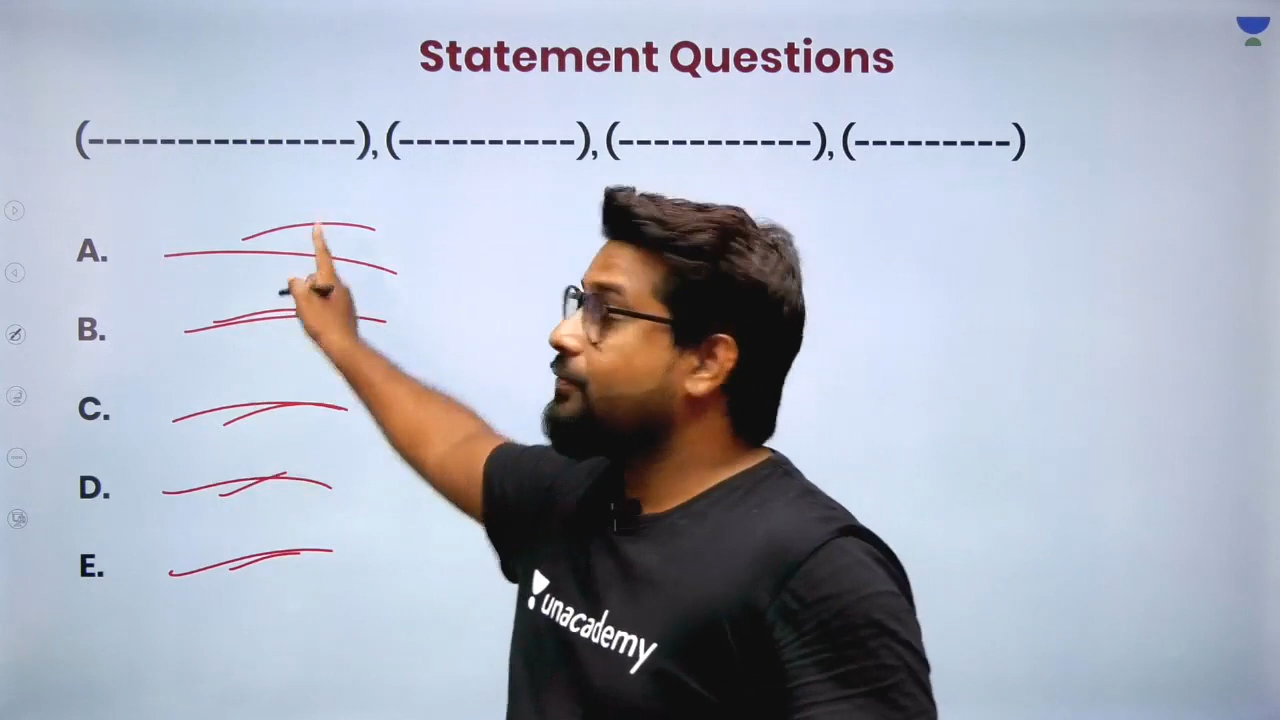 Statement Questions
(---------------), (----------), (-----------), (---------)
A.
B.
C.
D.
E.
unacademy